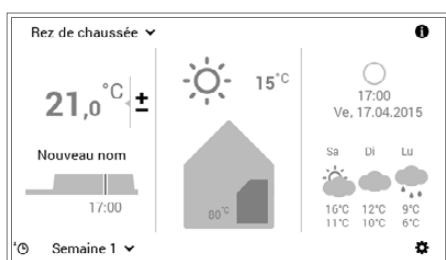 Rez de chaussée
21,0 °C ±
15°C
17:00
Ve, 17.04.2015
Nouveau nom
17:00
80°C
Sa Di Lu
16°C 12°C 9°C
11°C 10°C 6°C
Semaine 1